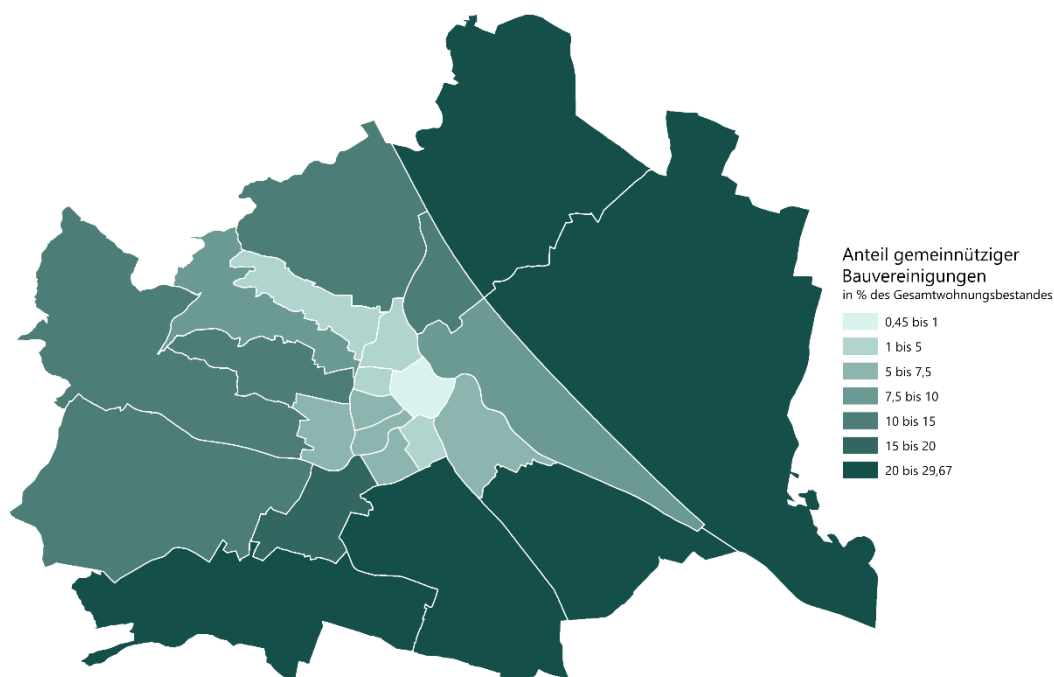 Anteil gemeinnütziger
Bauvereinigungen
in % des Gesamtwohnungsbestandes
0,45 bis 1
1 bis 5
5 bis 7,5
7,5 bis 10
10 bis 15
15 bis 20
20 bis 29,67